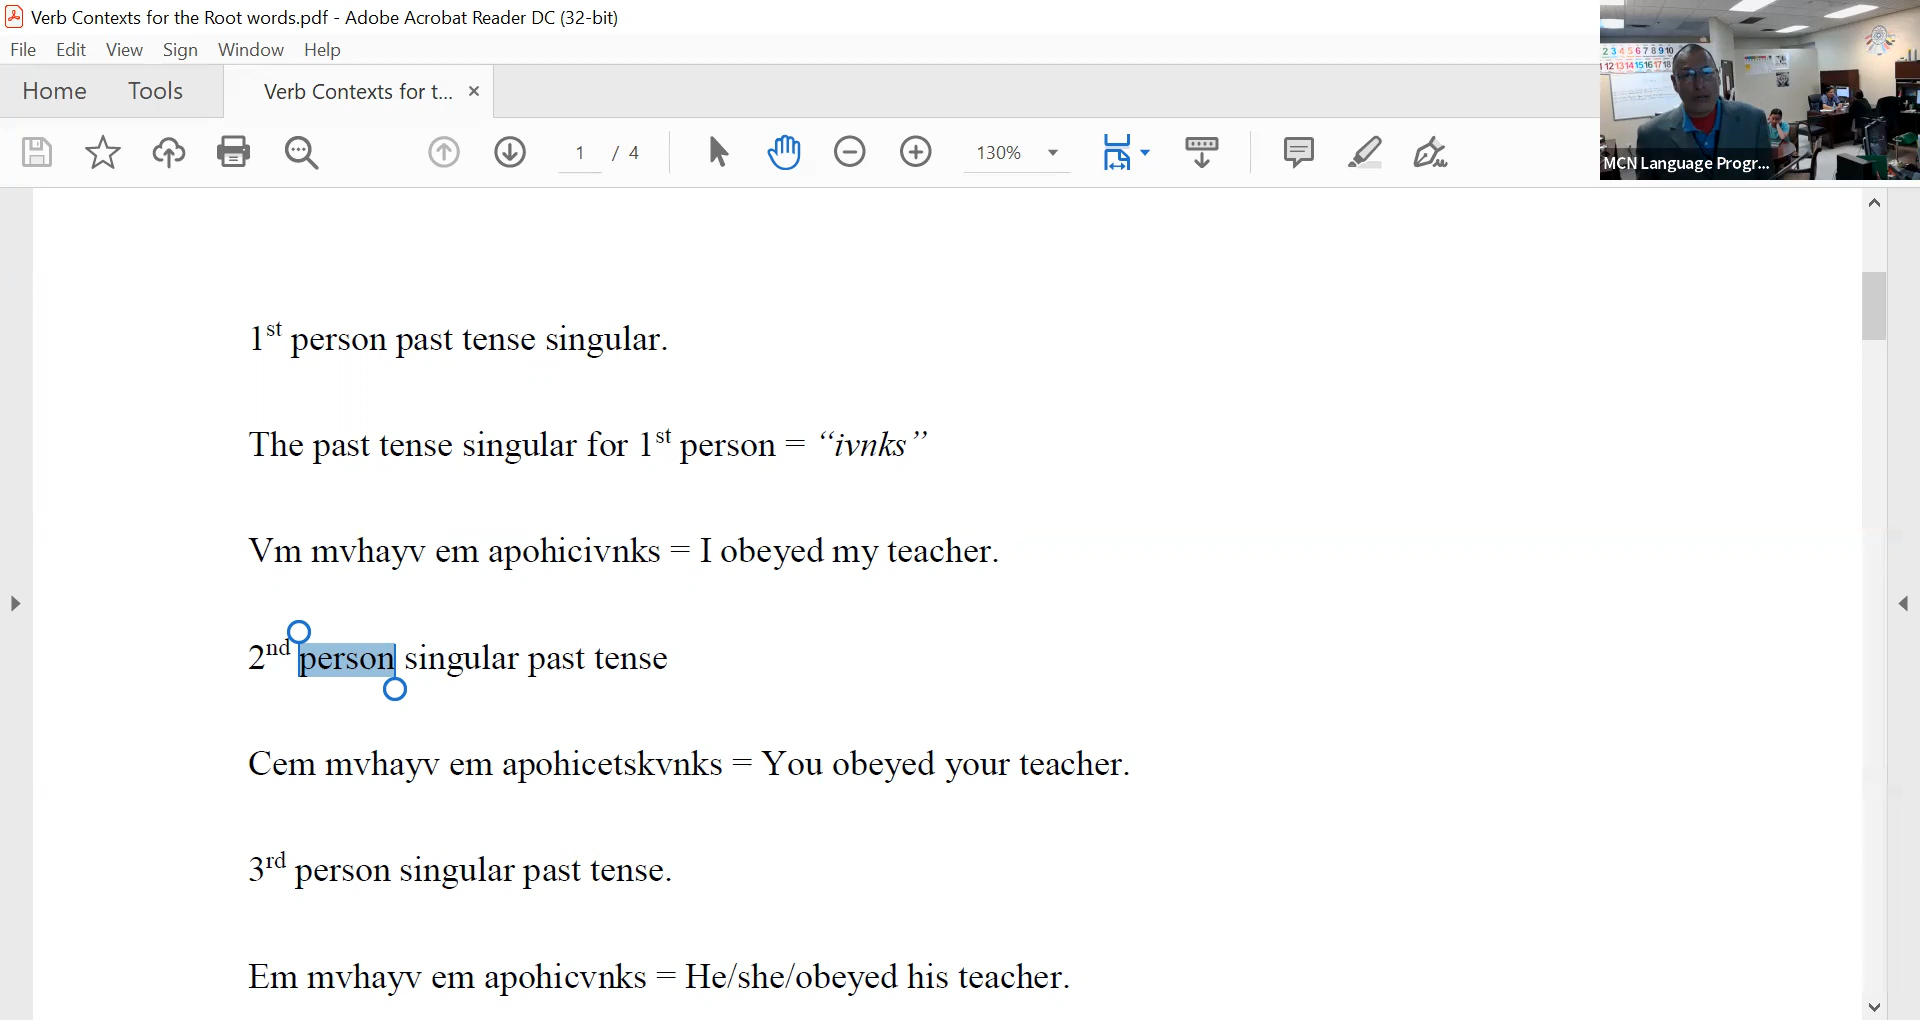 Verb Contexts for the Root words.pdf - Adobe Acrobat Reader DC (32-bit)
File Edit View Sign Window Help
Home Tools Verb Contexts for t... ×
1 / 4 130%
MCN Language Progr...
1st person past tense singular.
The past tense singular for 1st person = “ivnks”
Vm mvhayv em apohicivnks = I obeyed my teacher.
2nd person singular past tense
Cem mvhayv em apohicetskvnks = You obeyed your teacher.
3rd person singular past tense.
Em mvhayv em apohicvnks = He/she/obeyed his teacher.